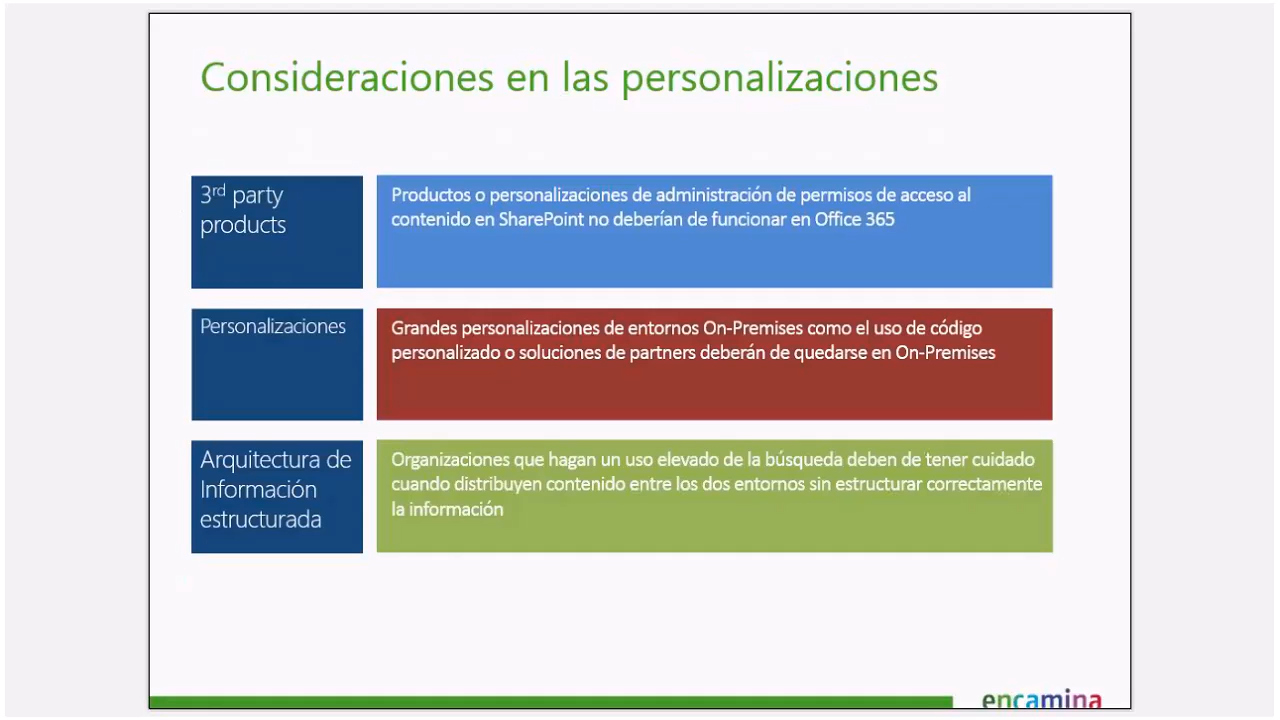 Consideraciones en las personalizaciones
3rd party
products
Productos o personalizaciones de administración de permisos de acceso al
contenido en SharePoint no deberían de funcionar en Office 365
Personalizaciones
Grandes personalizaciones de entornos On-Premises como el uso de código
personalizado o soluciones de partners deberán de quedarse en On-Premises
Arquitectura de
Información
estructurada
Organizaciones que hagan un uso elevado de la búsqueda deben de tener cuidado
cuando distribuyen contenido entre los dos entornos sin estructurar correctamente
la información
encamina